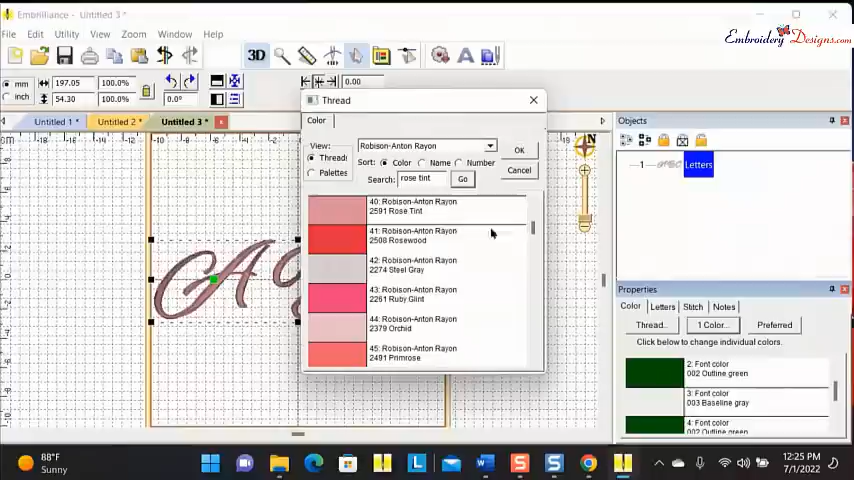 Embrilliance - Untitled 3 *
EmbroideryDesigns.com
File Edit Utility View Zoom Window Help
3D
mm
inch
197.05
54.30
100.0%
100.0%
0.0°
0.00
Untitled 1 *
Untitled 2 *
Untitled 3 *
Thread
Color
View:
Thread:
Palettes
Robison-Anton Rayon
Sort: Color Name Number
Search: rose tint
Go
OK
Cancel
40: Robison-Anton Rayon
2591 Rose Tint
41: Robison-Anton Rayon
2508 Rosewood
42: Robison-Anton Rayon
2274 Steel Gray
43: Robison-Anton Rayon
2261 Ruby Glint
44: Robison-Anton Rayon
2379 Orchid
45: Robison-Anton Rayon
2491 Primrose
N
Objects
1 ABC Letters
Properties
Color Letters Stitch Notes
Thread... 1 Color... Preferred
Click below to change individual colors.
2: Font color
002 Outline green
3: Font color
003 Baseline gray
4: Font color
002 Outline green
CA
88°F
Sunny
12:25 PM
7/1/2022